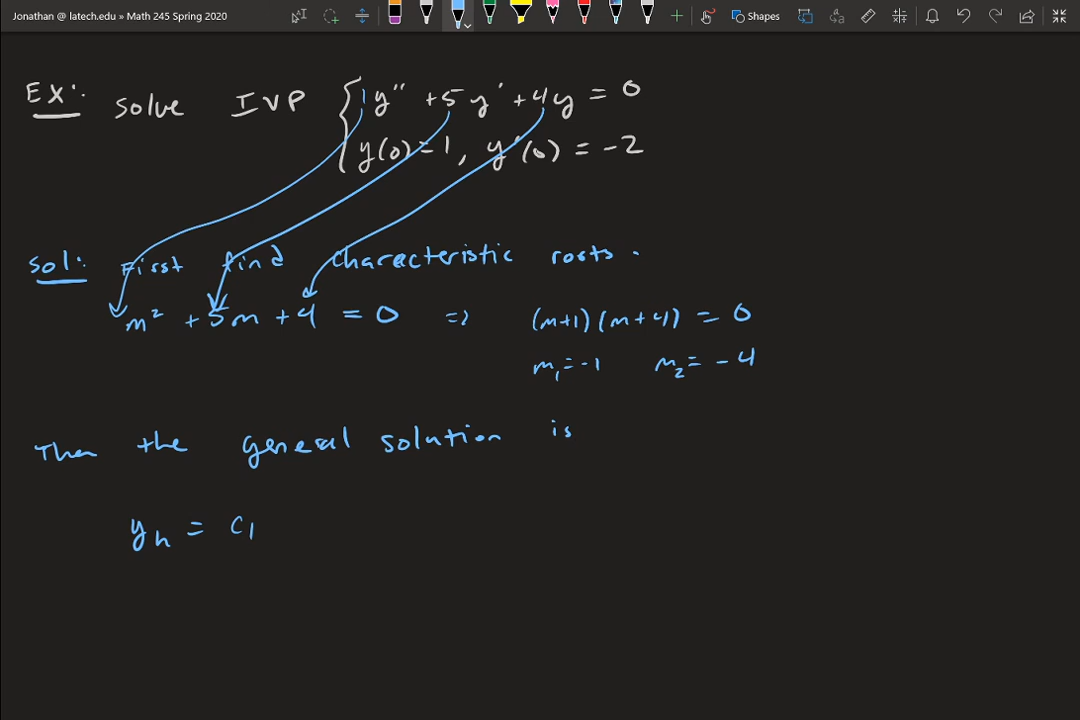 Jonathan @ latech.edu » Math 245 Spring 2020
Shapes
Ex: Solve IVP { 1y'' + 5y' + 4y = 0
y(0) = 1, y'(0) = -2
Sol: First find characteristic roots.
m² + 5m + 4 = 0 => (m+1)(m+4) = 0
m₁ = -1 m₂ = -4
Then the general solution is
yₕ = c₁